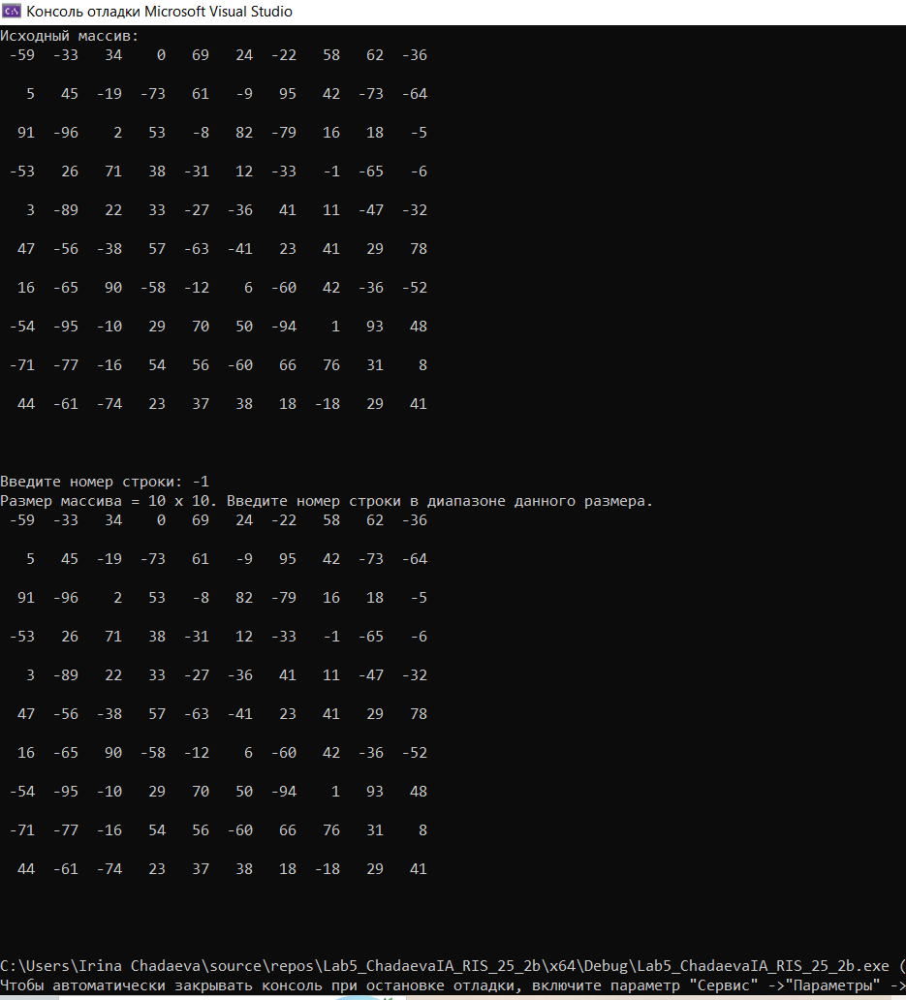 Консоль отладки Microsoft Visual Studio
Исходный массив:
-59 -33 34 0 69 24 -22 58 62 -36
5 45 -19 -73 61 -9 95 42 -73 -64
91 -96 2 53 -8 82 -79 16 18 -5
-53 26 71 38 -31 12 -33 -1 -65 -6
3 -89 22 33 -27 -36 41 11 -47 -32
47 -56 -38 57 -63 -41 23 41 29 78
16 -65 90 -58 -12 6 -60 42 -36 -52
-54 -95 -10 29 70 50 -94 1 93 48
-71 -77 -16 54 56 -60 66 76 31 8
44 -61 -74 23 37 38 18 -18 29 41
Введите номер строки: -1
Размер массива = 10 x 10. Введите номер строки в диапазоне данного размера.
-59 -33 34 0 69 24 -22 58 62 -36
5 45 -19 -73 61 -9 95 42 -73 -64
91 -96 2 53 -8 82 -79 16 18 -5
-53 26 71 38 -31 12 -33 -1 -65 -6
3 -89 22 33 -27 -36 41 11 -47 -32
47 -56 -38 57 -63 -41 23 41 29 78
16 -65 90 -58 -12 6 -60 42 -36 -52
-54 -95 -10 29 70 50 -94 1 93 48
-71 -77 -16 54 56 -60 66 76 31 8
44 -61 -74 23 37 38 18 -18 29 41
C:\Users\Irina Chadaeva\source\repos\Lab5_ChadaevaIA_RIS_25_2b\x64\Debug\Lab5_ChadaevaIA_RIS_25_2b.exe (
Чтобы автоматически закрывать консоль при остановке отладки, включите параметр "Сервис" ->"Параметры" ->